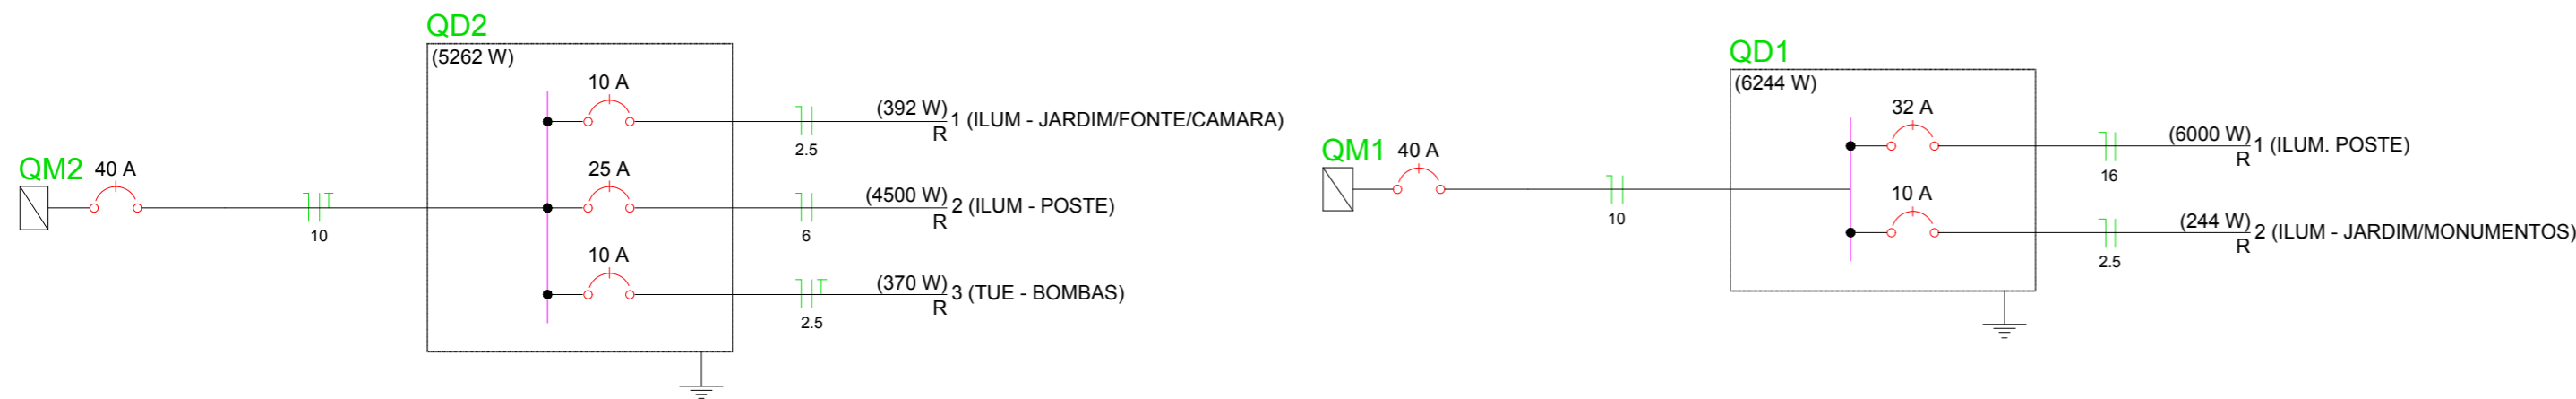 QD2
(5262 W)
10 A
(392 W)
1 (ILUM - JARDIM/FONTE/CAMARA)
R
2.5
QM2
40 A
10
25 A
(4500 W)
2 (ILUM - POSTE)
R
6
10 A
(370 W)
3 (TUE - BOMBAS)
R
2.5
QD1
(6244 W)
32 A
(6000 W)
1 (ILUM. POSTE)
R
16
QM1
40 A
10
10 A
(244 W)
2 (ILUM - JARDIM/MONUMENTOS)
R
2.5